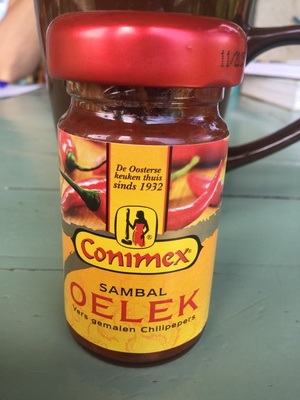 De Oosterse
keuken thuis
sinds 1932
Conimex®
SAMBAL
OELEK
Vers gemalen Chilipepers